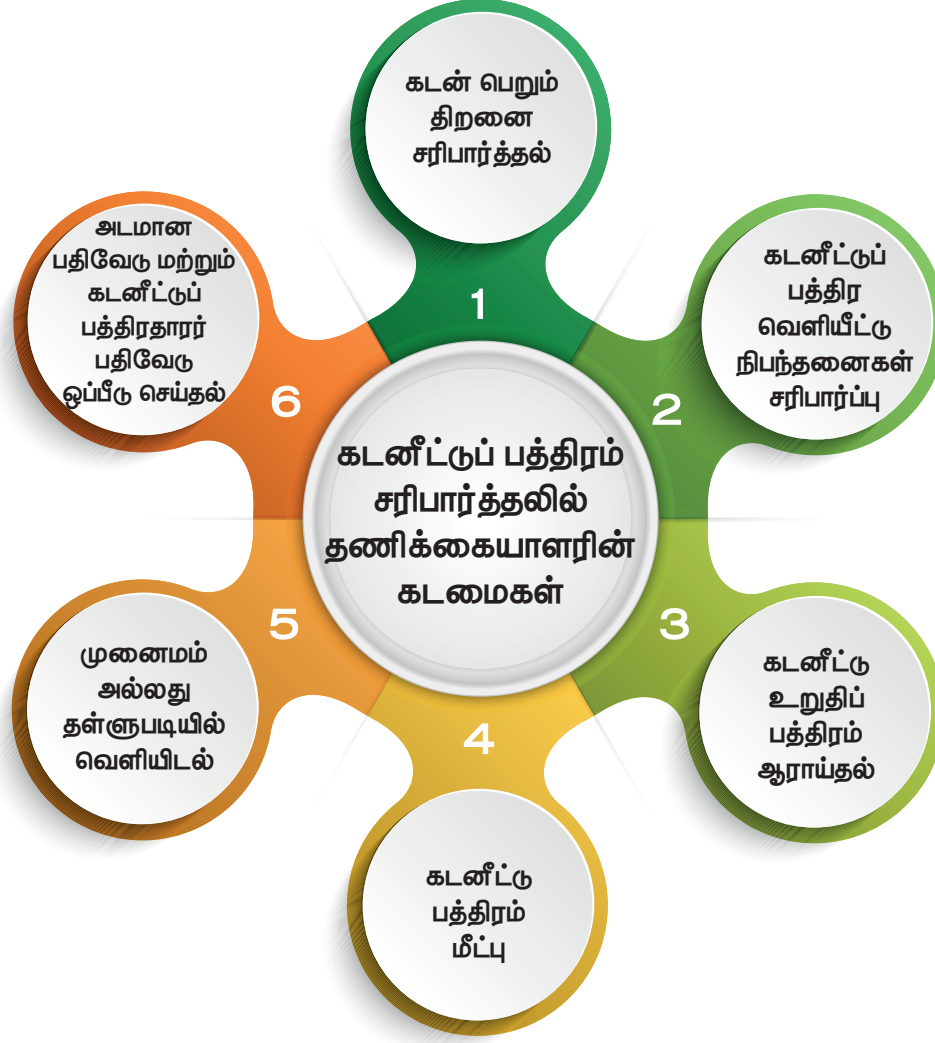 கடன் பெறும்
திறனை
சரிபார்த்தல்
1
கடனீட்டுப்
பத்திர
வெளியீட்டு
நிபந்தனைகள்
சரிபார்ப்பு
2
கடனீட்டு
உறுதிப்
பத்திரம்
ஆராய்தல்
3
கடனீட்டு
பத்திரம்
மீட்பு
4
முனைமம்
அல்லது
தள்ளுபடியில்
வெளியிடல்
5
அடமான
பதிவேடு மற்றும்
கடனீட்டுப்
பத்திரதாரர்
பதிவேடு
ஒப்பீடு செய்தல்
6
கடனீட்டுப் பத்திரம்
சரிபார்த்தலில்
தணிக்கையாளரின்
கடமைகள்